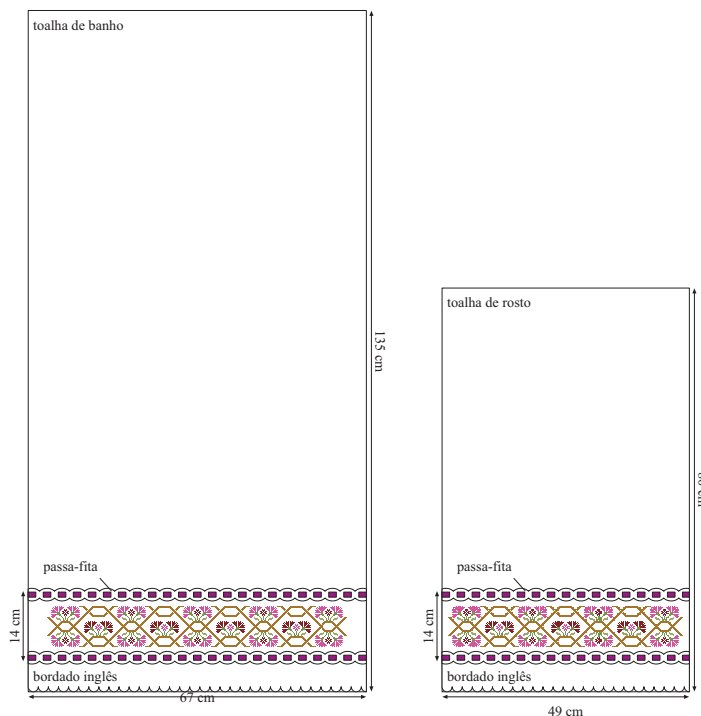 toalha de banho
135 cm
passa-fita
14 cm
bordado inglês
67 cm
toalha de rosto
passa-fita
14 cm
bordado inglês
49 cm